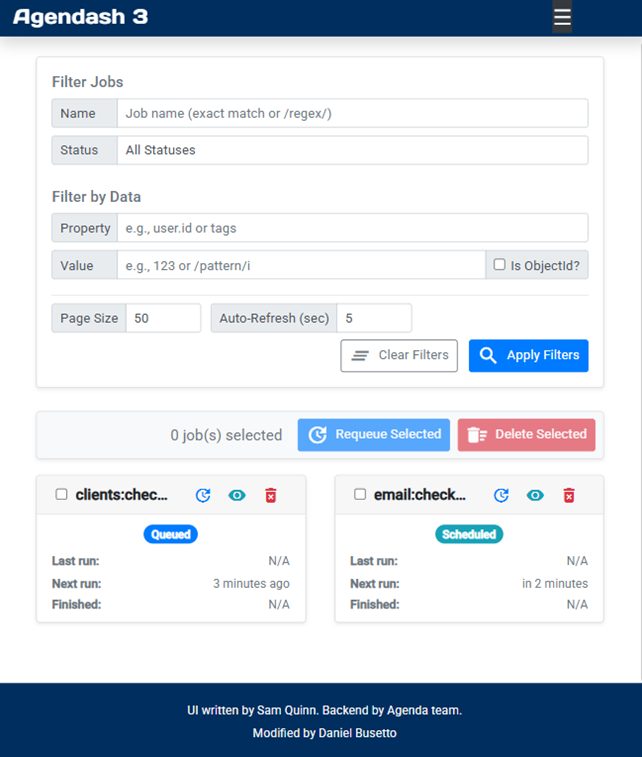 Agendash 3
Filter Jobs
Name Job name (exact match or /regex/)
Status All Statuses
Filter by Data
Property e.g., user.id or tags
Value e.g., 123 or /pattern/i Is ObjectId?
Page Size 50 Auto-Refresh (sec) 5
Clear Filters Apply Filters
0 job(s) selected Requeue Selected Delete Selected
clients:chec...
Queued
Last run: N/A
Next run: 3 minutes ago
Finished: N/A
email:check...
Scheduled
Last run: N/A
Next run: in 2 minutes
Finished: N/A
UI written by Sam Quinn. Backend by Agenda team.
Modified by Daniel Busetto